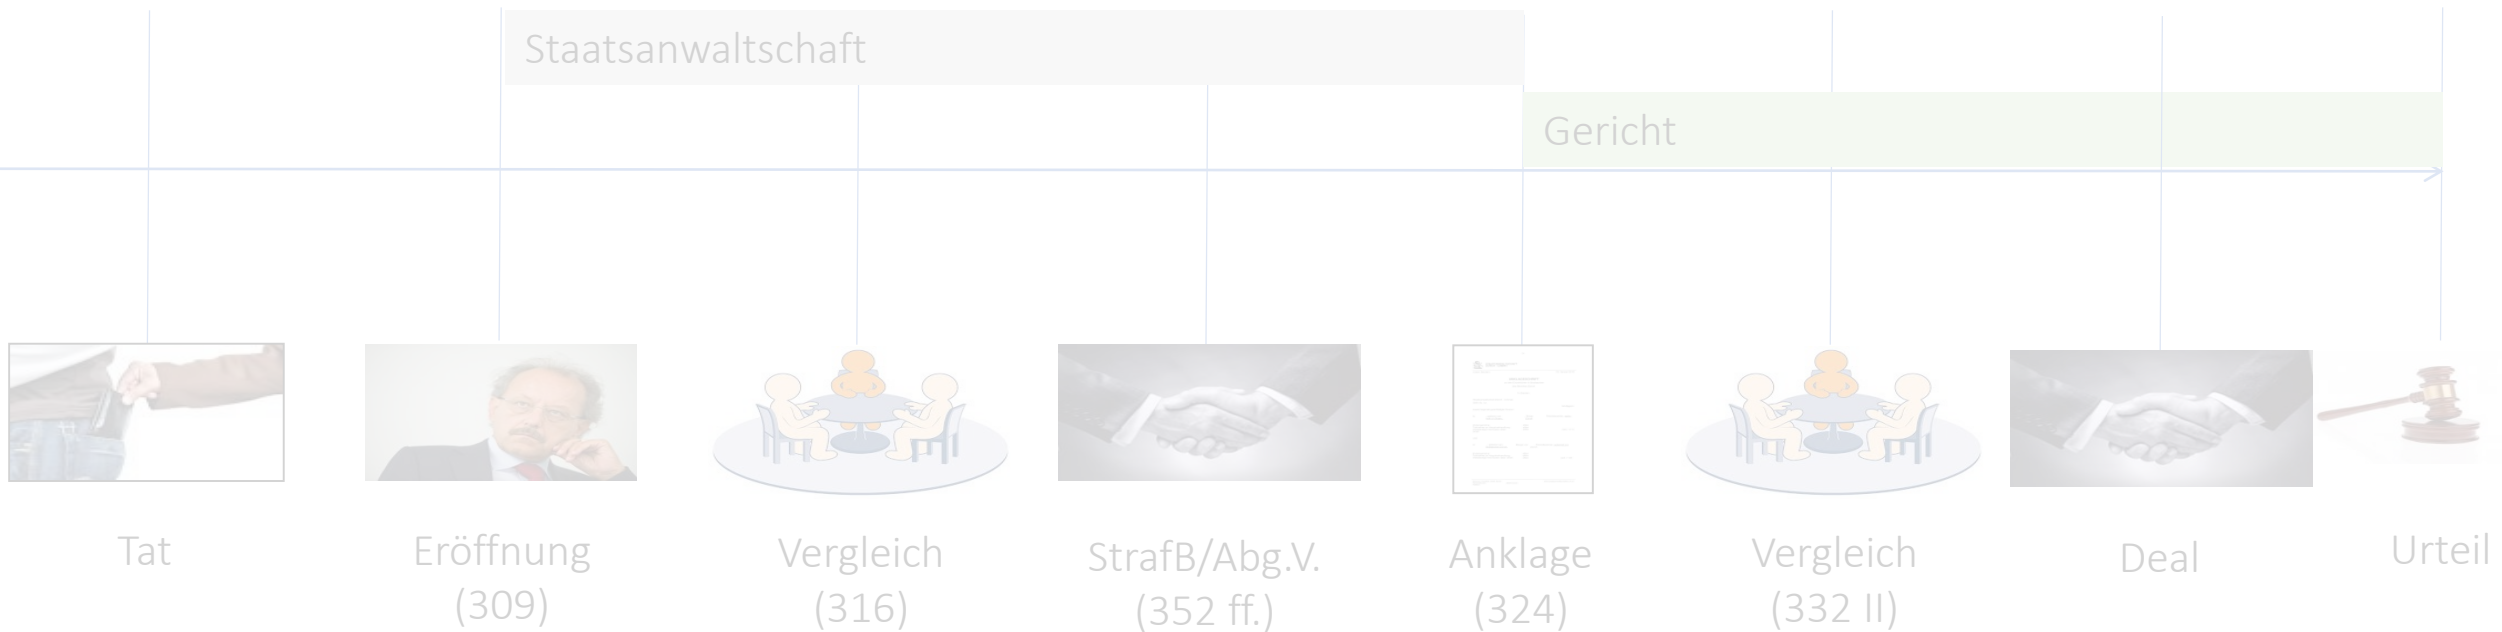 Staatsanwaltschaft
Gericht
Tat
Eröffnung
(309)
Vergleich
(316)
StrafB/Abg.V.
(352 ff.)
Anklage
(324)
Vergleich
(332 II)
Deal
Urteil